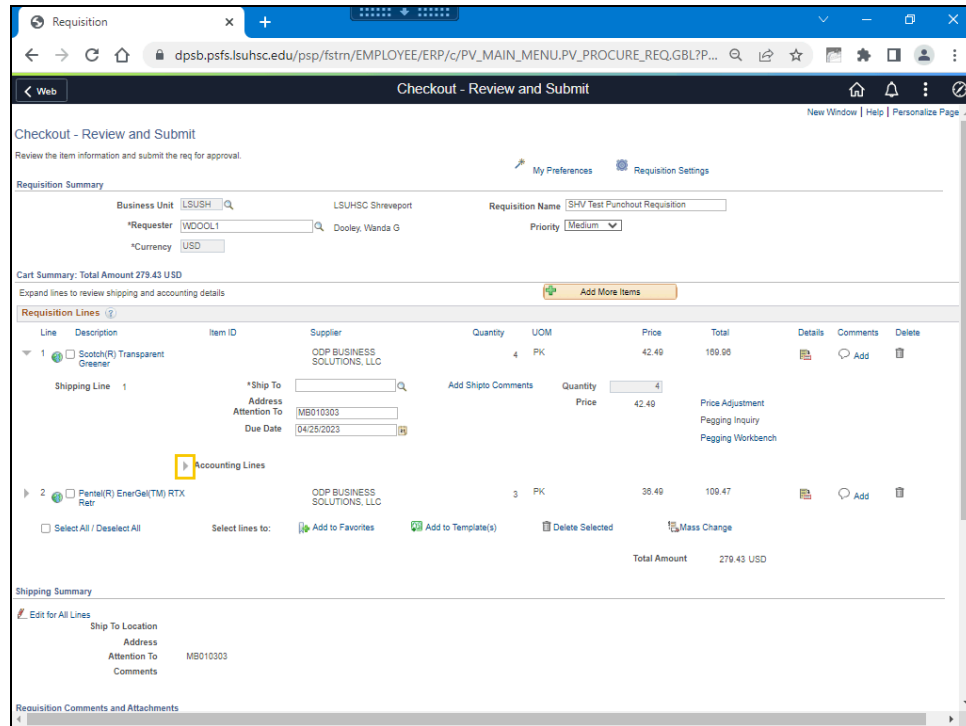 Requisition
dpsb.psfs.lsuhsc.edu/psp/fstrn/EMPLOYEE/ERP/c/PV_MAIN_MENU.PV_PROCURE_REQ.GBL?P...
Web Checkout - Review and Submit
New Window | Help | Personalize Page
Checkout - Review and Submit
Review the item information and submit the req for approval.
My Preferences Requisition Settings
Requisition Summary
Business Unit LSUSH LSUHSC Shreveport Requisition Name SHV Test Punchout Requisition
*Requester WDOOL1 Dooley, Wanda G Priority Medium
*Currency USD
Cart Summary: Total Amount 279.43 USD
Expand lines to review shipping and accounting details Add More Items
Requisition Lines ?
Line Description Item ID Supplier Quantity UOM Price Total Details Comments Delete
1 Scotch(R) Transparent Greener ODP BUSINESS SOLUTIONS, LLC 4 PK 42.49 169.96 Add
Shipping Line 1 *Ship To Add Shipto Comments Quantity 4
Address Price 42.49 Price Adjustment
Attention To MB010303
Pegging Inquiry
Due Date 04/25/2023
Pegging Workbench
Accounting Lines
2 Pentel(R) EnerGel(TM) RTX Retr ODP BUSINESS SOLUTIONS, LLC 3 PK 36.49 109.47 Add
Select All / Deselect All Select lines to: Add to Favorites Add to Template(s) Delete Selected Mass Change
Total Amount 279.43 USD
Shipping Summary
Edit for All Lines
Ship To Location
Address
Attention To MB010303
Comments
Requisition Comments and Attachments